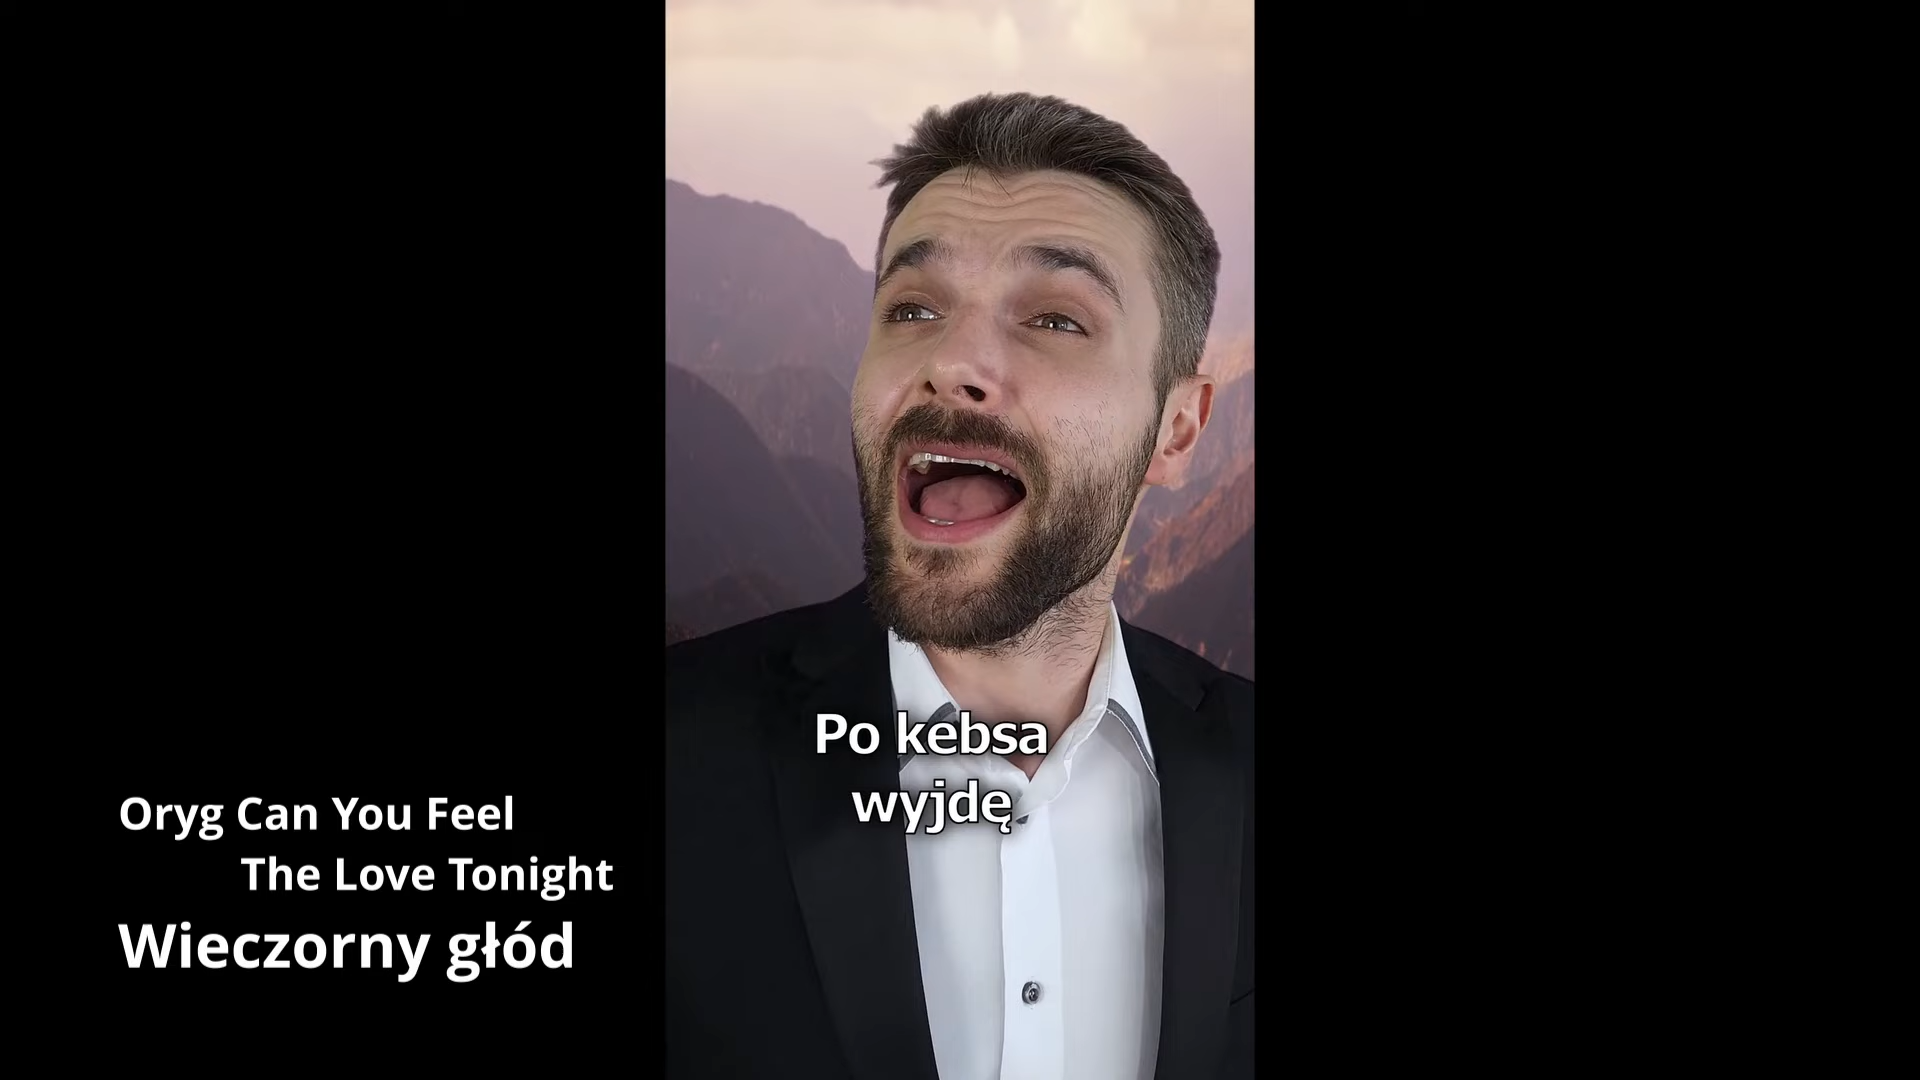 Po kebsa
wyjdę
Oryg Can You Feel
The Love Tonight
Wieczorny głód